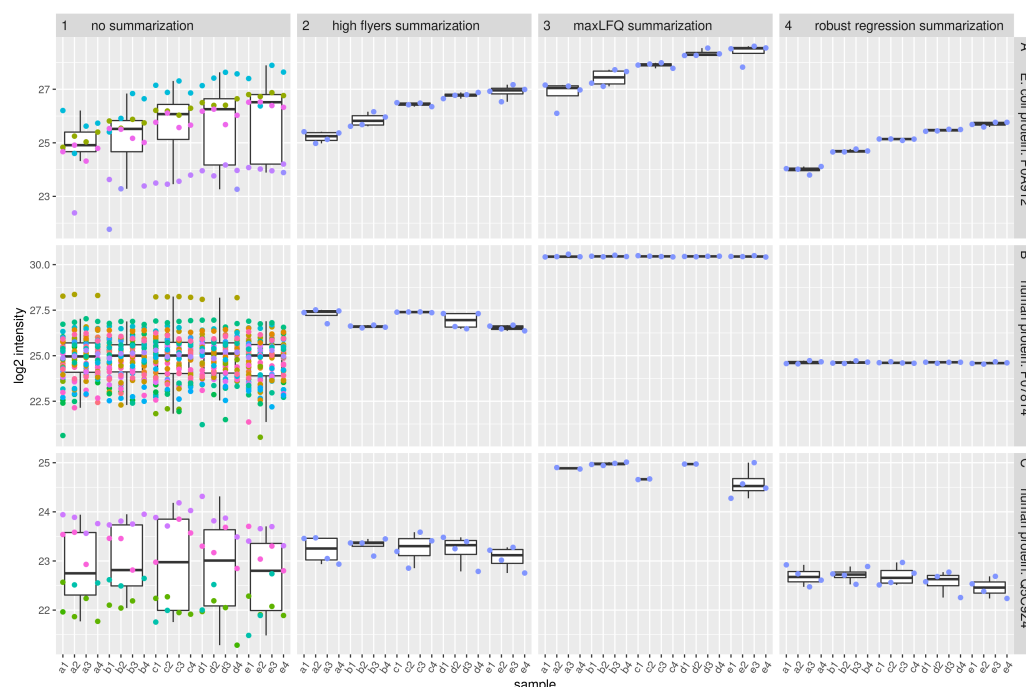 1 no summarization
2 high flyers summarization
3 maxLFQ summarization
4 robust regression summarization
27
25
23
A E. coli protein: P0A912
log2 intensity
30.0
27.5
25.0
22.5
B human protein: P07814
25
24
23
22
C human protein: Q5C924
a1 a2 a3 a4 b1 b2 b3 b4 c1 c2 c3 c4 d1 d2 d3 d4 e1 e2 e3 e4
a1 a2 a3 a4 b1 b2 b3 b4 c1 c2 c3 c4 d1 d2 d3 d4 e1 e2 e3 e4
a1 a2 a3 a4 b1 b2 b3 b4 c1 c2 c3 c4 d1 d2 d3 d4 e1 e2 e3 e4
a1 a2 a3 a4 b1 b2 b3 b4 c1 c2 c3 c4 d1 d2 d3 d4 e1 e2 e3 e4
sample